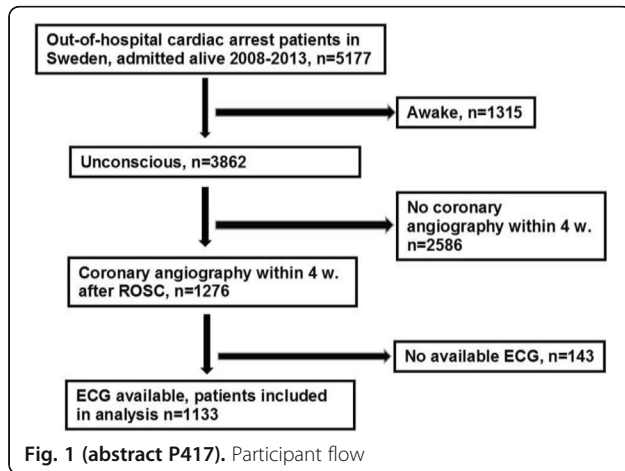 Out-of-hospital cardiac arrest patients in
Sweden, admitted alive 2008-2013, n=5177
Awake, n=1315
Unconscious, n=3862
No coronary
angiography within 4 w.
n=2586
Coronary angiography within 4 w.
after ROSC, n=1276
No available ECG, n=143
ECG available, patients included
in analysis n=1133
Fig. 1 (abstract P417). Participant flow